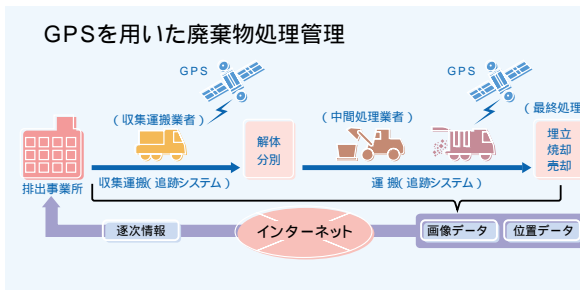 GPSを用いた廃棄物処理管理
GPS
GPS
(収集運搬業者)
(中間処理業者)
(最終処理
解体
分別
埋立
焼却
売却
排出事業所
収集運搬(追跡システム)
運 搬(追跡システム)
逐次情報
インターネット
画像データ
位置データ